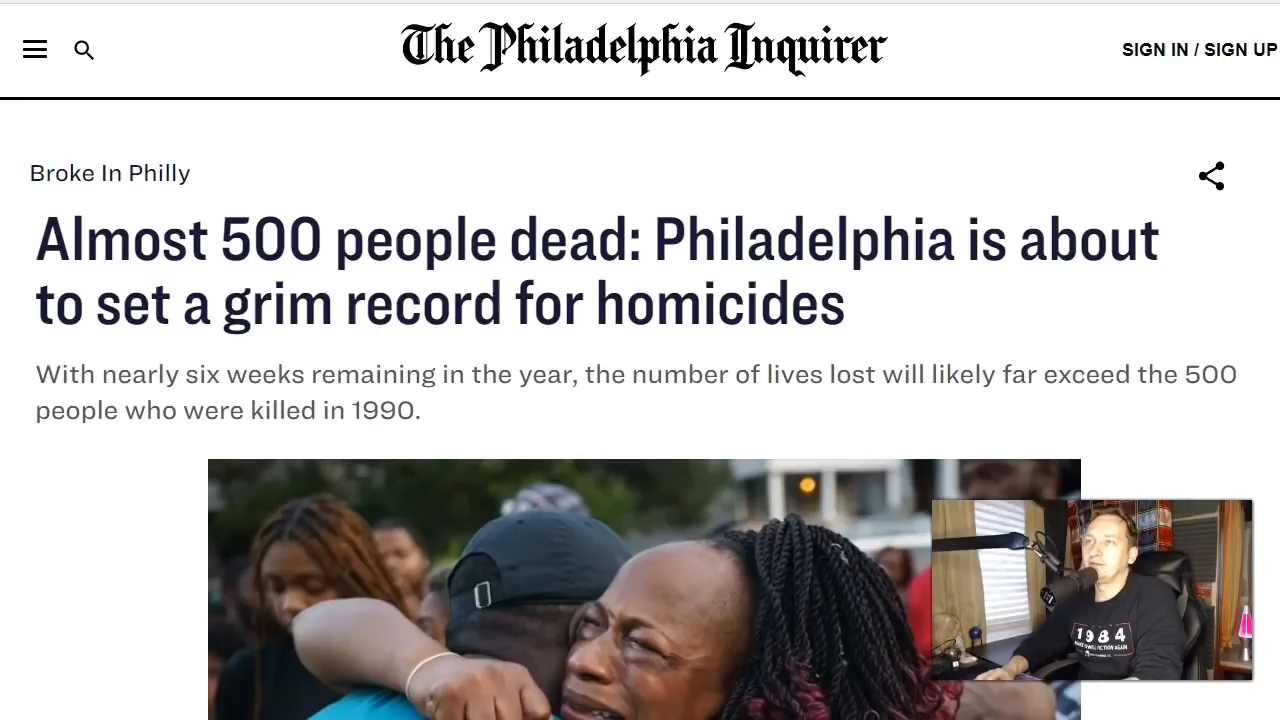 The Philadelphia Inquirer
SIGN IN / SIGN UP
Broke In Philly
Almost 500 people dead: Philadelphia is about
to set a grim record for homicides
With nearly six weeks remaining in the year, the number of lives lost will likely far exceed the 500
people who were killed in 1990.
1984
FICTION AGAIN